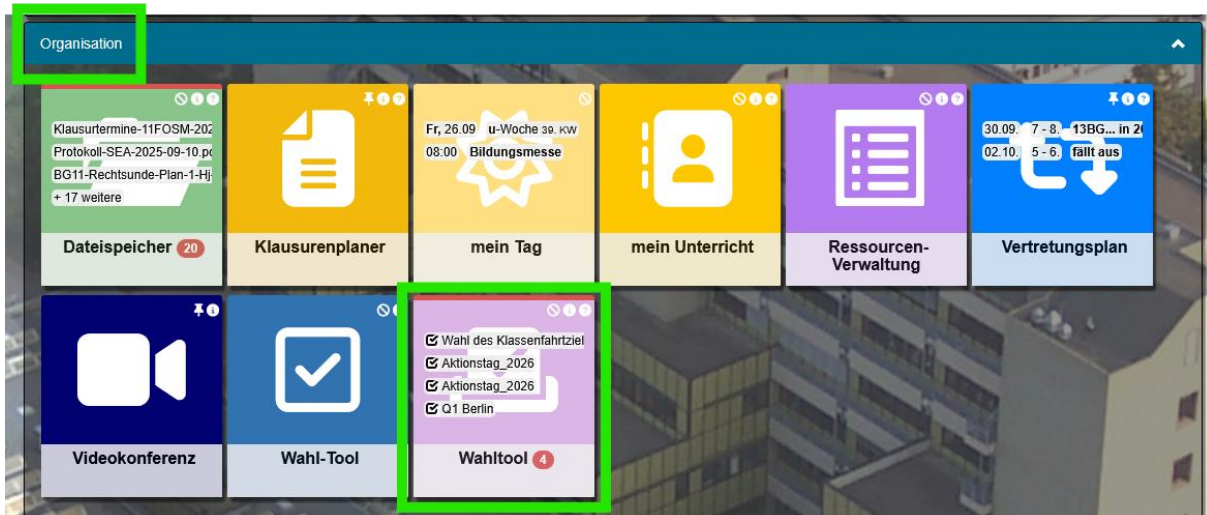 Organisation
Klausurtermine-11FOSM-202
Protokoll-SEA-2025-09-10.pd
BG11-Rechtsunde-Plan-1-Hj-
+ 17 weitere
Dateispeicher 20
Klausurenplaner
Fr, 26.09 u-Woche 39. KW
08:00 Bildungsmesse
mein Tag
mein Unterricht
Ressourcen-
Verwaltung
30.09. 7 - 8. 13BG... in 20
02.10. 5 - 6. fällt aus
Vertretungsplan
Videokonferenz
Wahl-Tool
Wahl des Klassenfahrtziel
Aktionstag_2026
Aktionstag_2026
Q1 Berlin
Wahltool 4